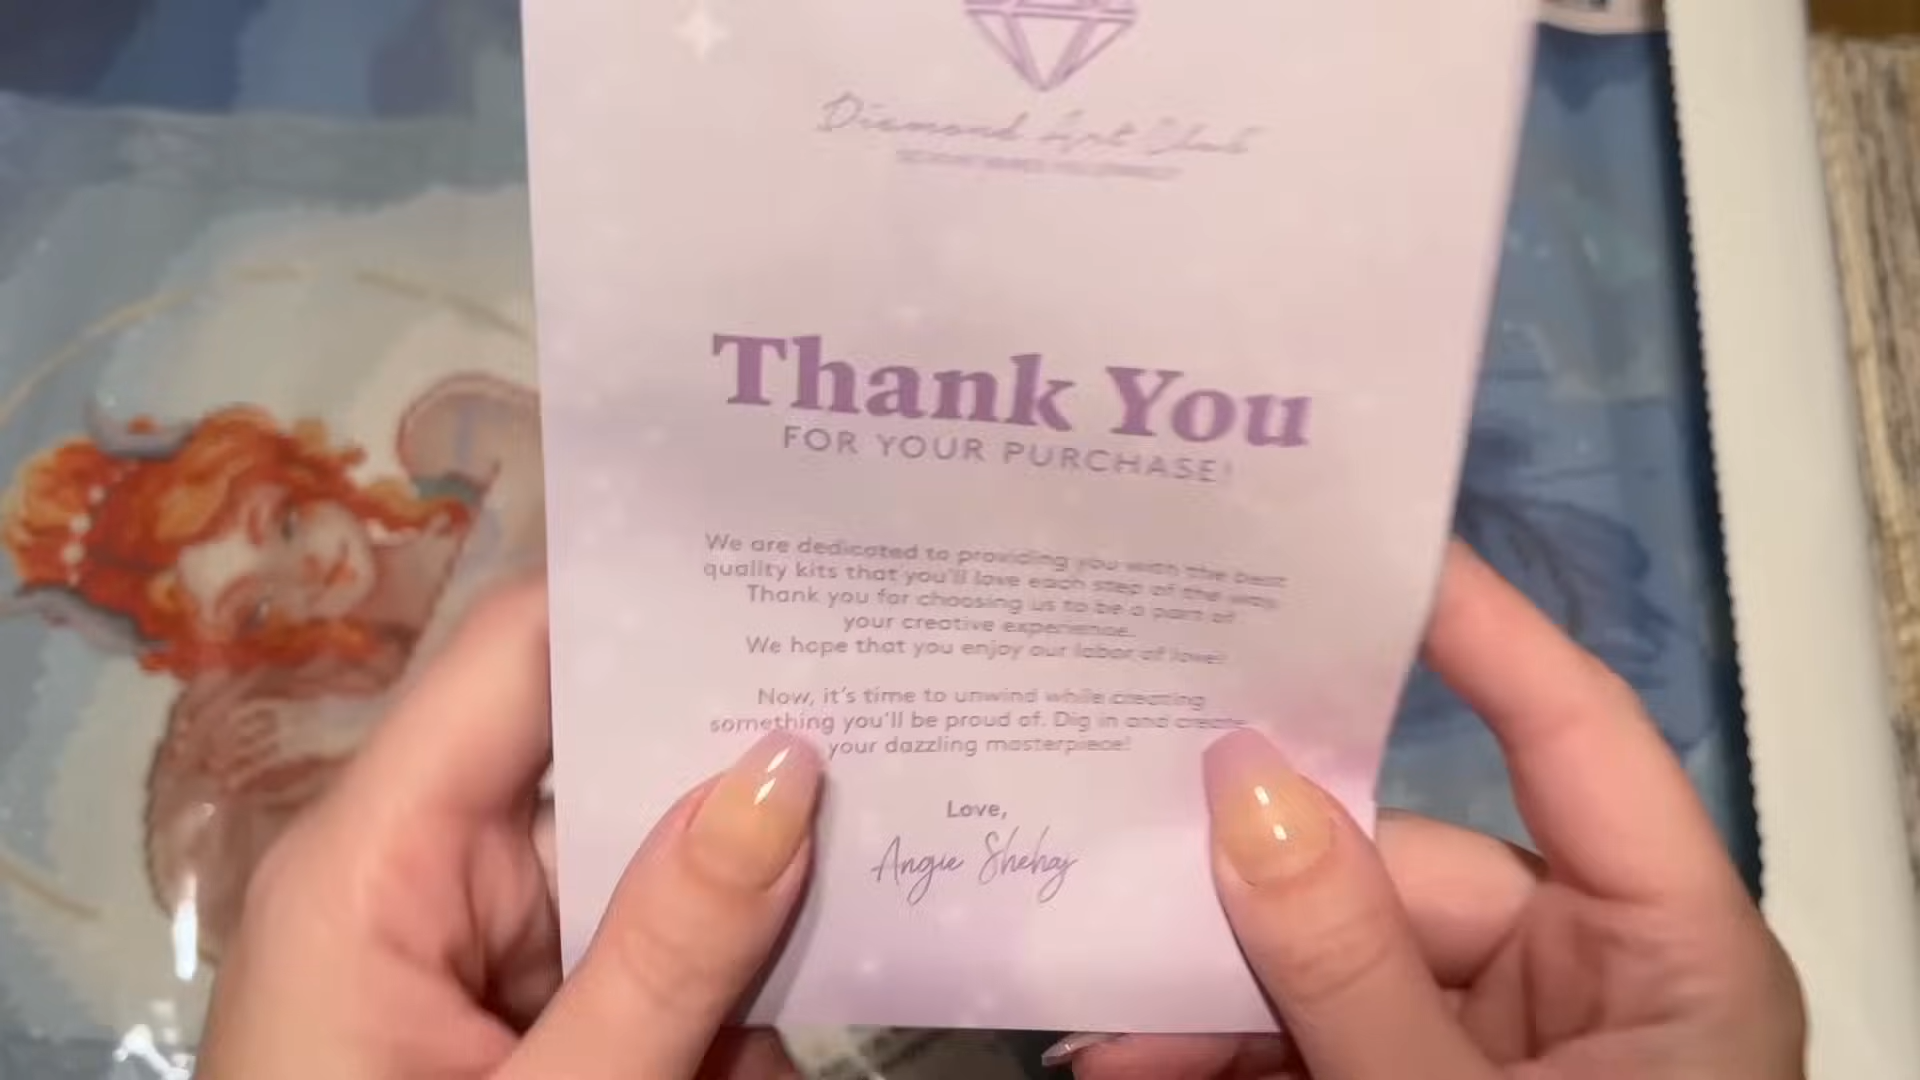 Diamond Art Club
Thank You
FOR YOUR PURCHASE!
We are dedicated to providing you with the best
quality kits that you'll love each step of the way.
Thank you for choosing us to be a part of
your creative experience.
We hope that you enjoy our labor of love!
Now, it's time to unwind while creating
something you'll be proud of. Dig in and create
your dazzling masterpiece!
Love,
Angie Shehaj